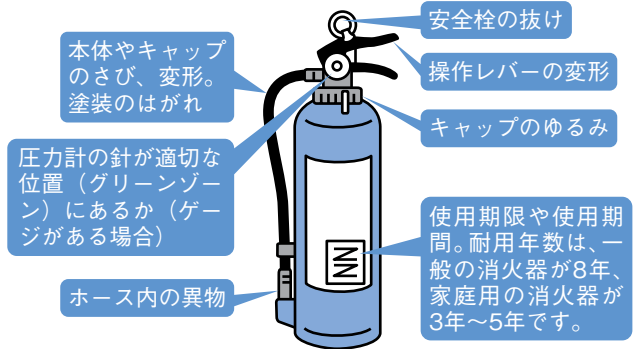 安全栓の抜け
本体やキャップ
のさび、変形。
塗装のはがれ
操作レバーの変形
キャップのゆるみ
圧力計の針が適切な
位置（グリーンゾー
ン）にあるか（ゲー
ジがある場合）
使用期限や使用期
間。耐用年数は、一
般の消火器が8年、
家庭用の消火器が
3年～5年です。
ホース内の異物
NN